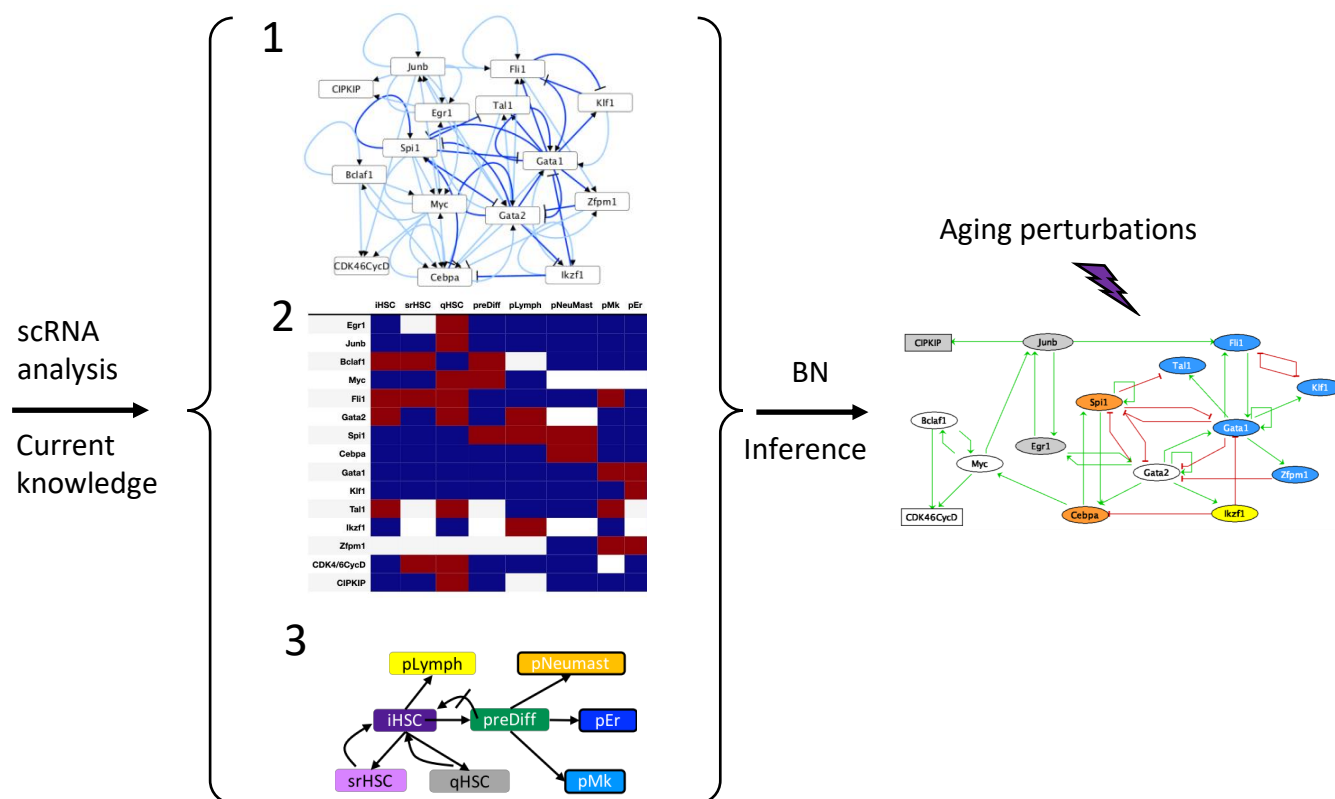 scRNA
analysis
Current
knowledge
1
Junb
Fli1
CIPKIP
Klf1
Tal1
Egr1
Spi1
Gata1
Bclaf1
Myc
Zfpm1
Gata2
CDK46CycD
Cebpa
Ikzf1
2
iHSC srHSC qHSC preDiff pLymph pNeuMast pMk pEr
Egr1
Junb
Bclaf1
Myc
Fli1
Gata2
Spi1
Cebpa
Gata1
Klf1
Tal1
Ikzf1
Zfpm1
CDK4/6CycD
CIPKIP
3
pLymph pNeumast
iHSC preDiff pEr
srHSC qHSC pMk
BN
Inference
Aging perturbations
CIPKIP Junb Fli1
Tal1
Klf1
Spi1
Bclaf1
Gata1
Egr1
Myc
Gata2
Zfpm1
CDK46CycD Cebpa Ikzf1